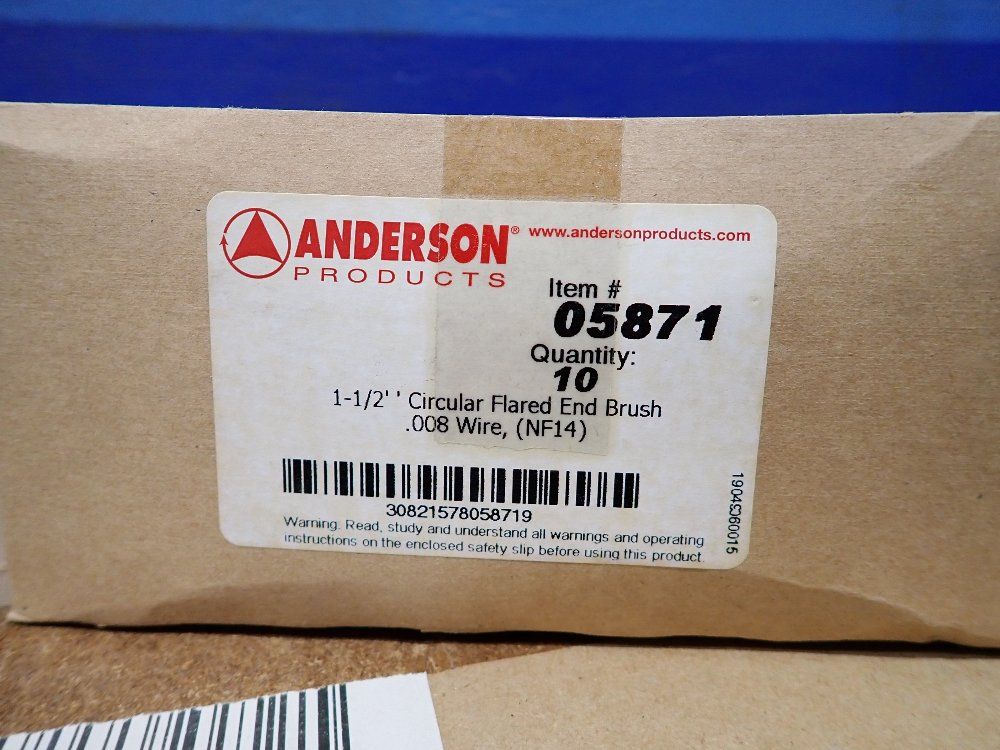 ANDERSON® www.andersonproducts.com
PRODUCTS
Item #
05871
Quantity:
10
1-1/2'' Circular Flared End Brush
.008 Wire, (NF14)
30821578058719
Warning. Read, study and understand all warnings and operating
instructions on the enclosed safety slip before using this product.
1904S060015